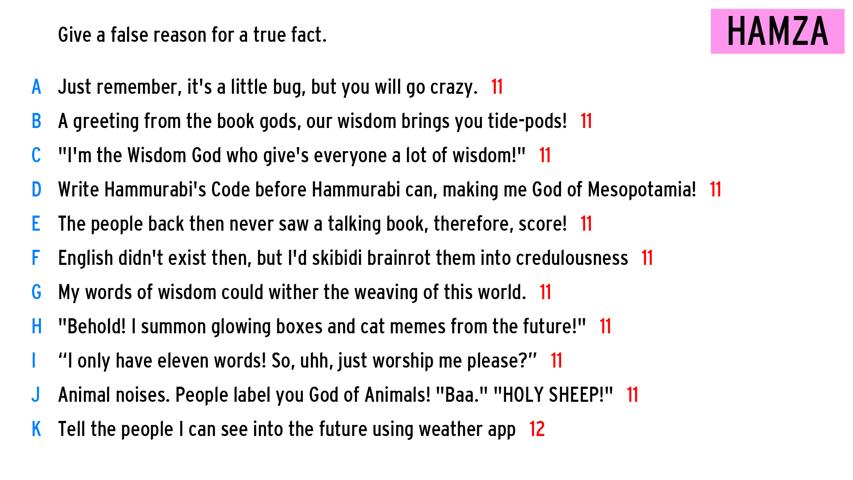 Give a false reason for a true fact.
HAMZA
A Just remember, it's a little bug, but you will go crazy. 11
B A greeting from the book gods, our wisdom brings you tide-pods! 11
C "I'm the Wisdom God who give's everyone a lot of wisdom!" 11
D Write Hammurabi's Code before Hammurabi can, making me God of Mesopotamia! 11
E The people back then never saw a talking book, therefore, score! 11
F English didn't exist then, but I'd skibidi brainrot them into credulousness 11
G My words of wisdom could wither the weaving of this world. 11
H "Behold! I summon glowing boxes and cat memes from the future!" 11
I “I only have eleven words! So, uhh, just worship me please?” 11
J Animal noises. People label you God of Animals! "Baa." "HOLY SHEEP!" 11
K Tell the people I can see into the future using weather app 12